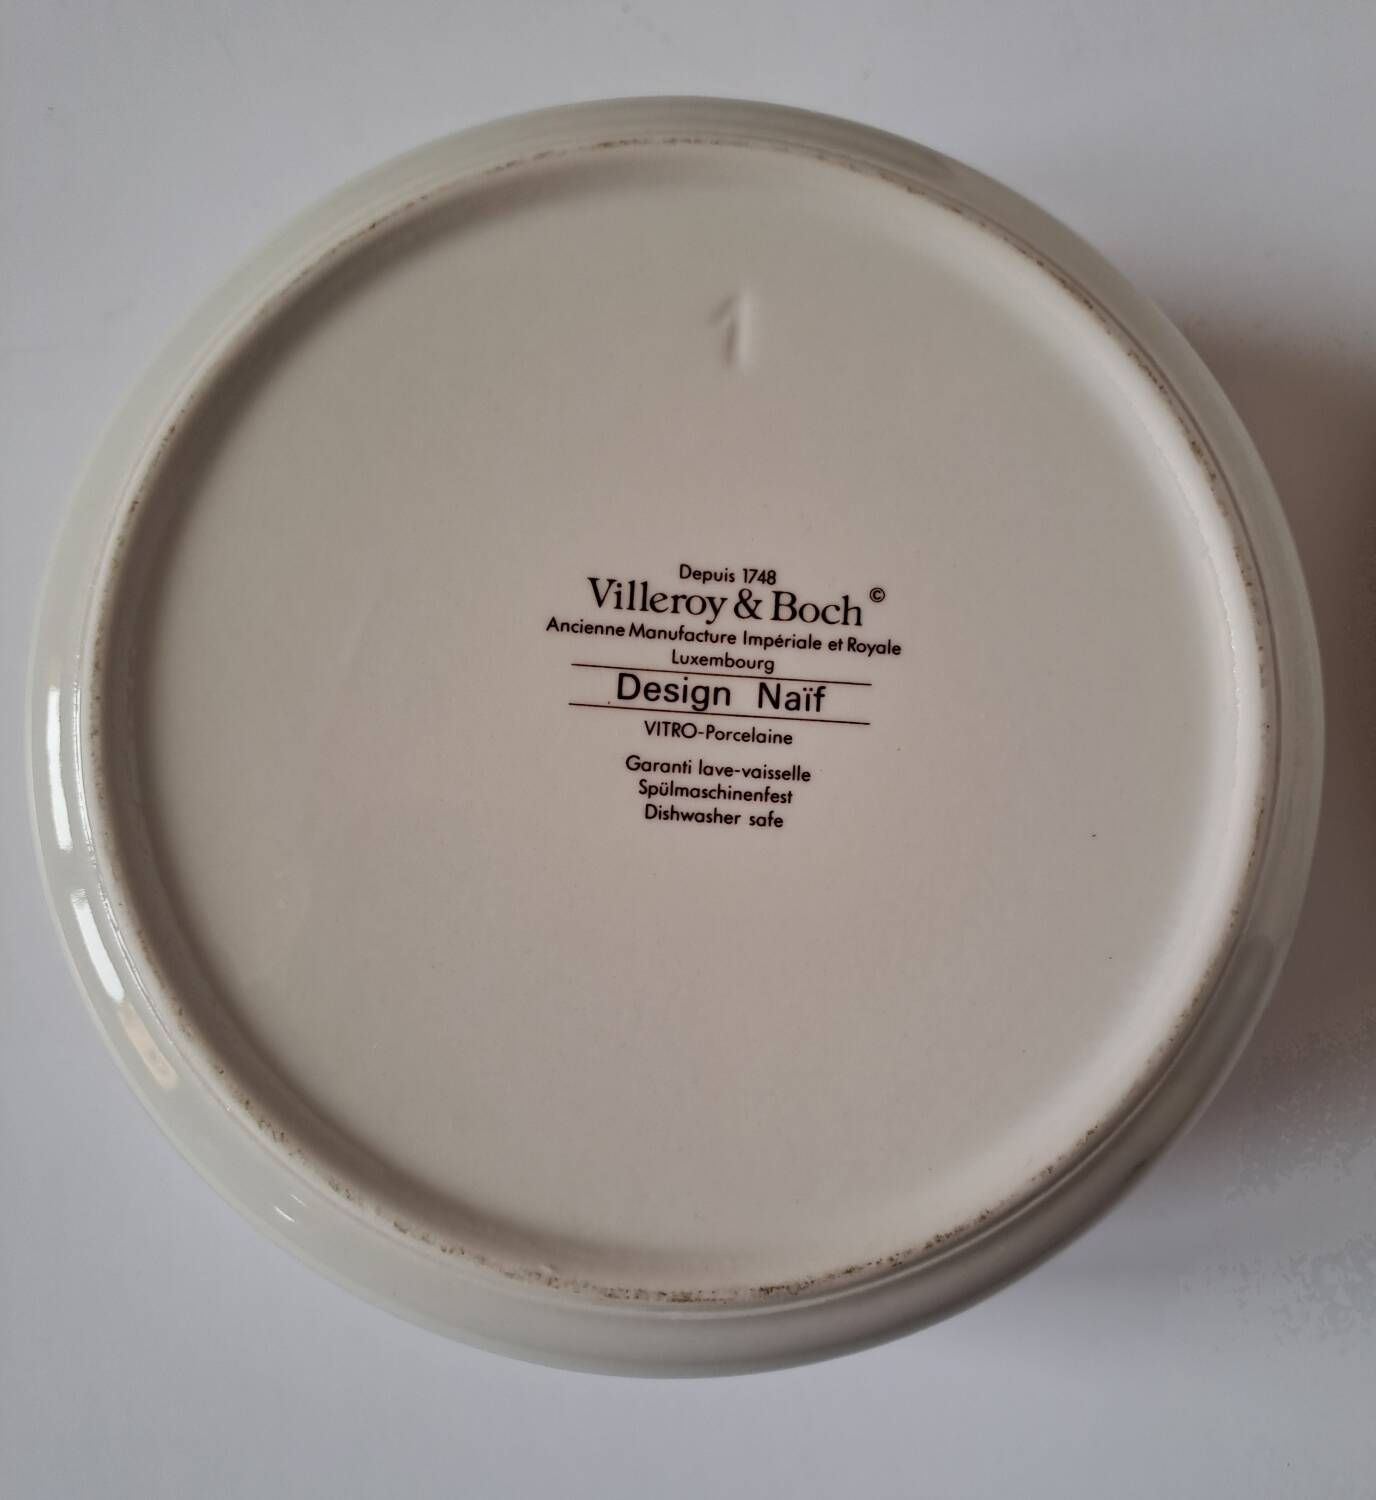 1
Depuis 1748
Villeroy & Boch ©
Ancienne Manufacture Impériale et Royale
Luxembourg
Design Naïf
VITRO-Porcelaine
Garanti lave-vaisselle
Spülmaschinenfest
Dishwasher safe